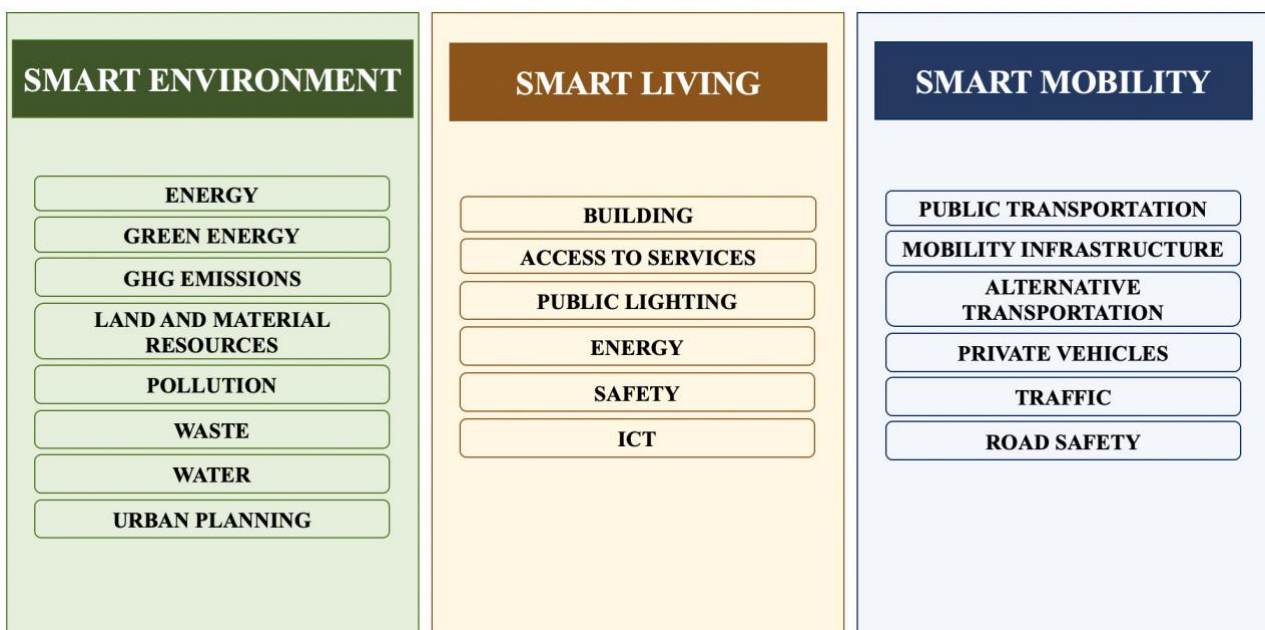 SMART ENVIRONMENT
ENERGY
GREEN ENERGY
GHG EMISSIONS
LAND AND MATERIAL
RESOURCES
POLLUTION
WASTE
WATER
URBAN PLANNING
SMART LIVING
BUILDING
ACCESS TO SERVICES
PUBLIC LIGHTING
ENERGY
SAFETY
ICT
SMART MOBILITY
PUBLIC TRANSPORTATION
MOBILITY INFRASTRUCTURE
ALTERNATIVE
TRANSPORTATION
PRIVATE VEHICLES
TRAFFIC
ROAD SAFETY